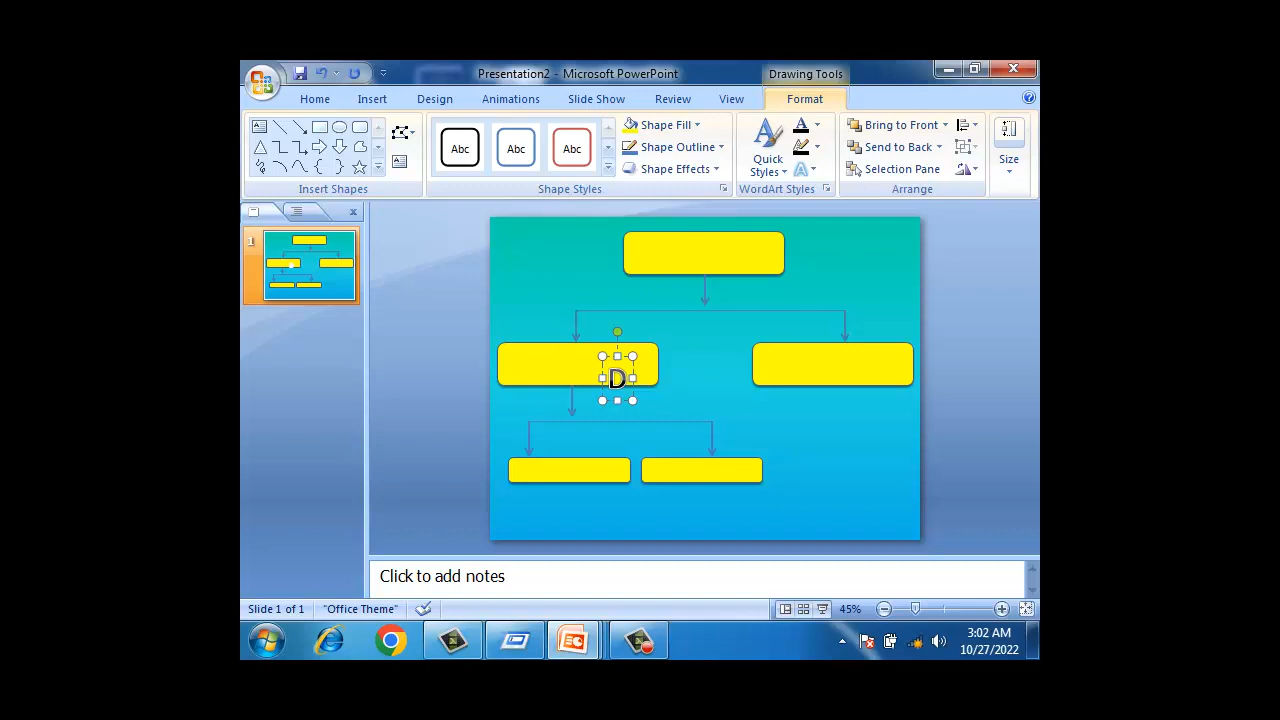 Presentation2 - Microsoft PowerPoint
Drawing Tools
Home Insert Design Animations Slide Show Review View Format
Abc Abc Abc
Shape Fill
Shape Outline
Shape Effects
Quick Styles
A
Bring to Front
Send to Back
Selection Pane
Size
Insert Shapes
Shape Styles
WordArt Styles
Arrange
1
D
Click to add notes
Slide 1 of 1
"Office Theme"
45%
3:02 AM
10/27/2022